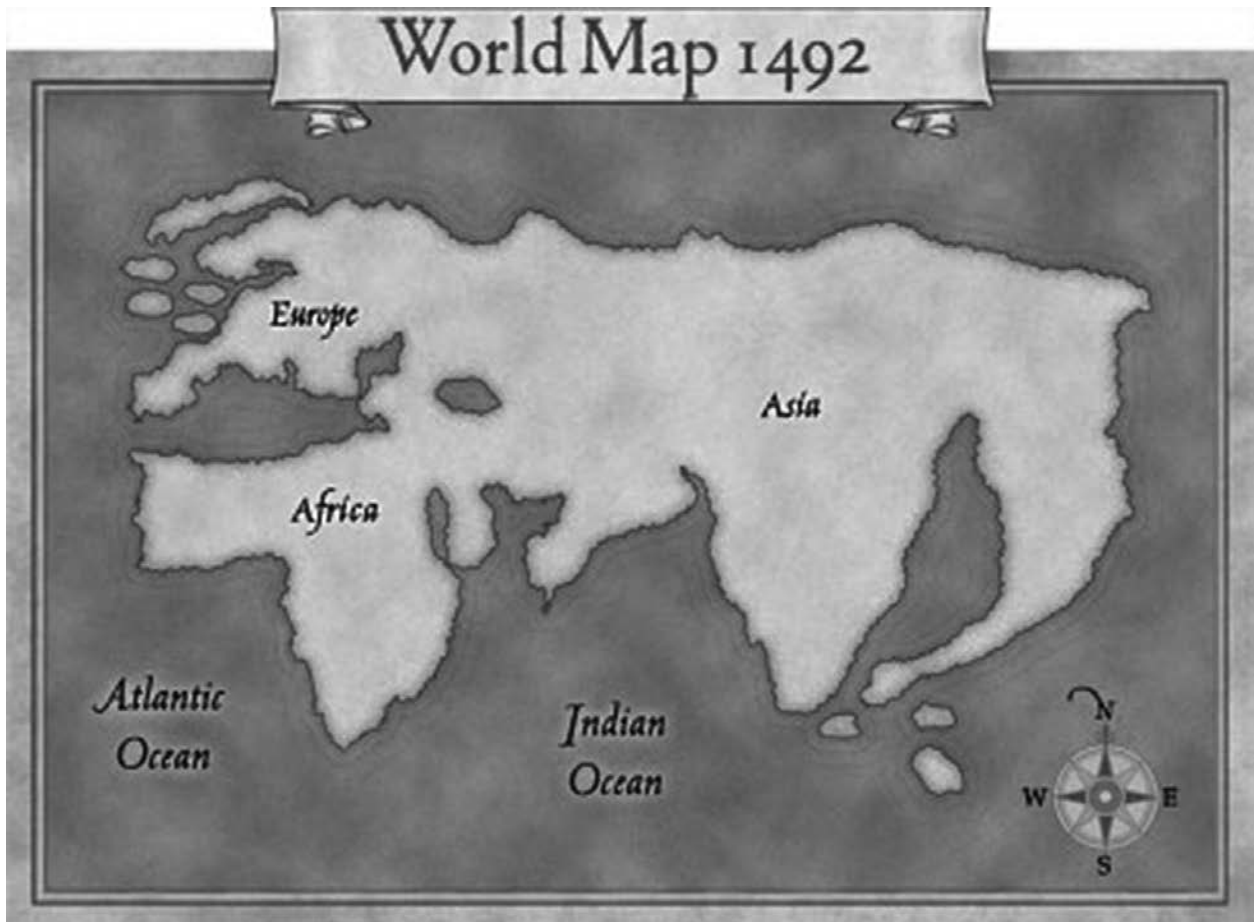 World Map 1492
Europe
Asia
Africa
Atlantic
Ocean
Indian
Ocean
N
W
E
S